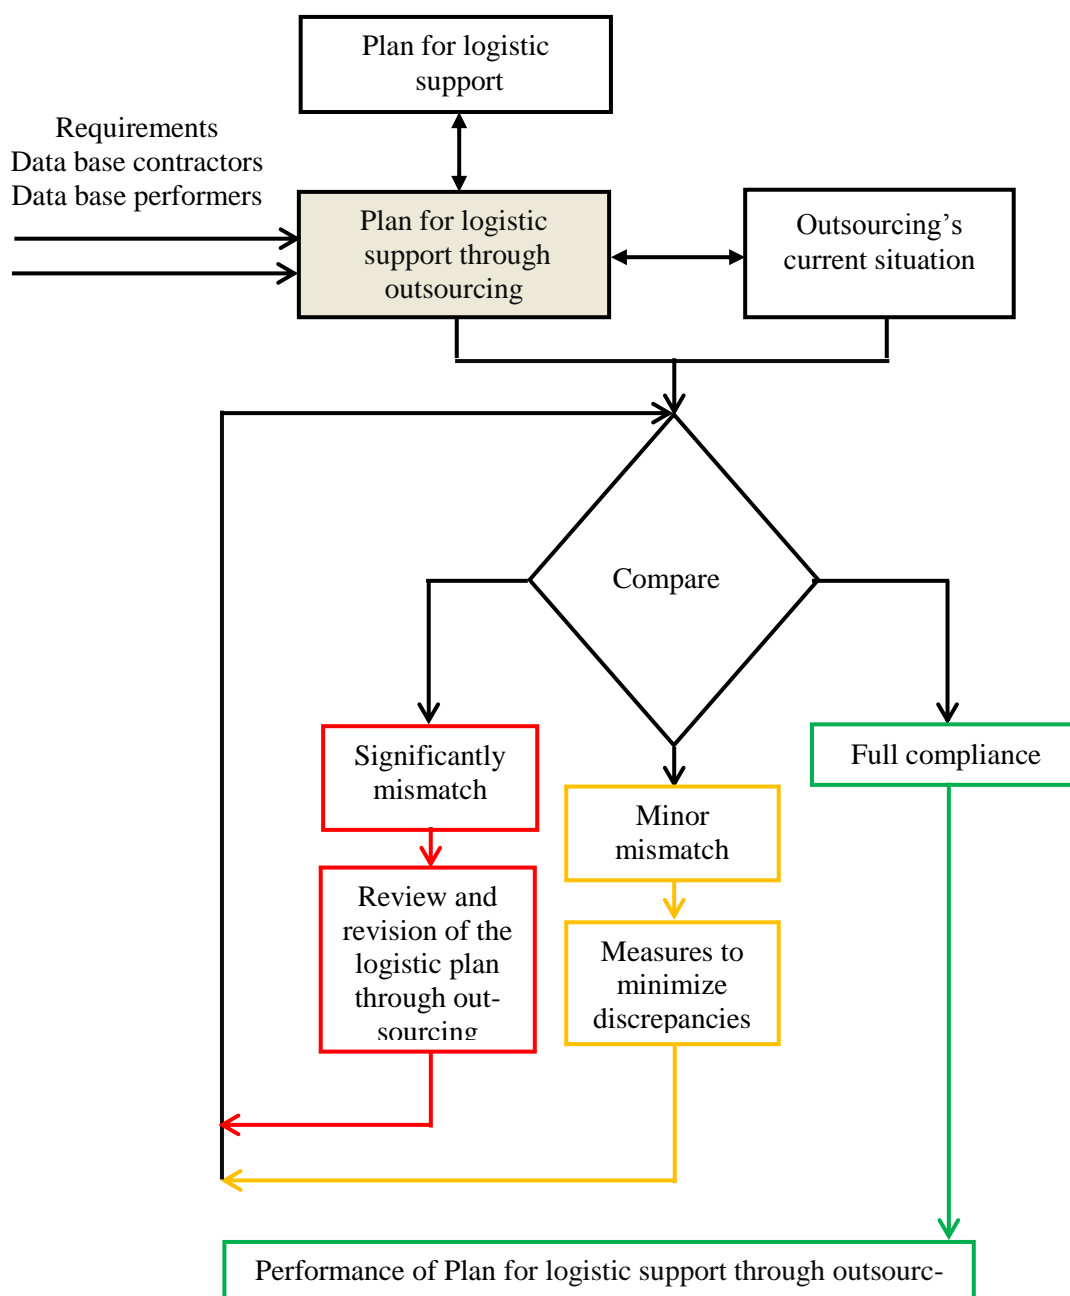 Plan for logistic
support
Requirements
Data base contractors
Data base performers
Plan for logistic
support through
outsourcing
Outsourcing’s
current situation
Compare
Significantly
mismatch
Full compliance
Minor
mismatch
Review and
revision of the
logistic plan
through out-
sourcing
Measures to
minimize
discrepancies
Performance of Plan for logistic support through outsourc-